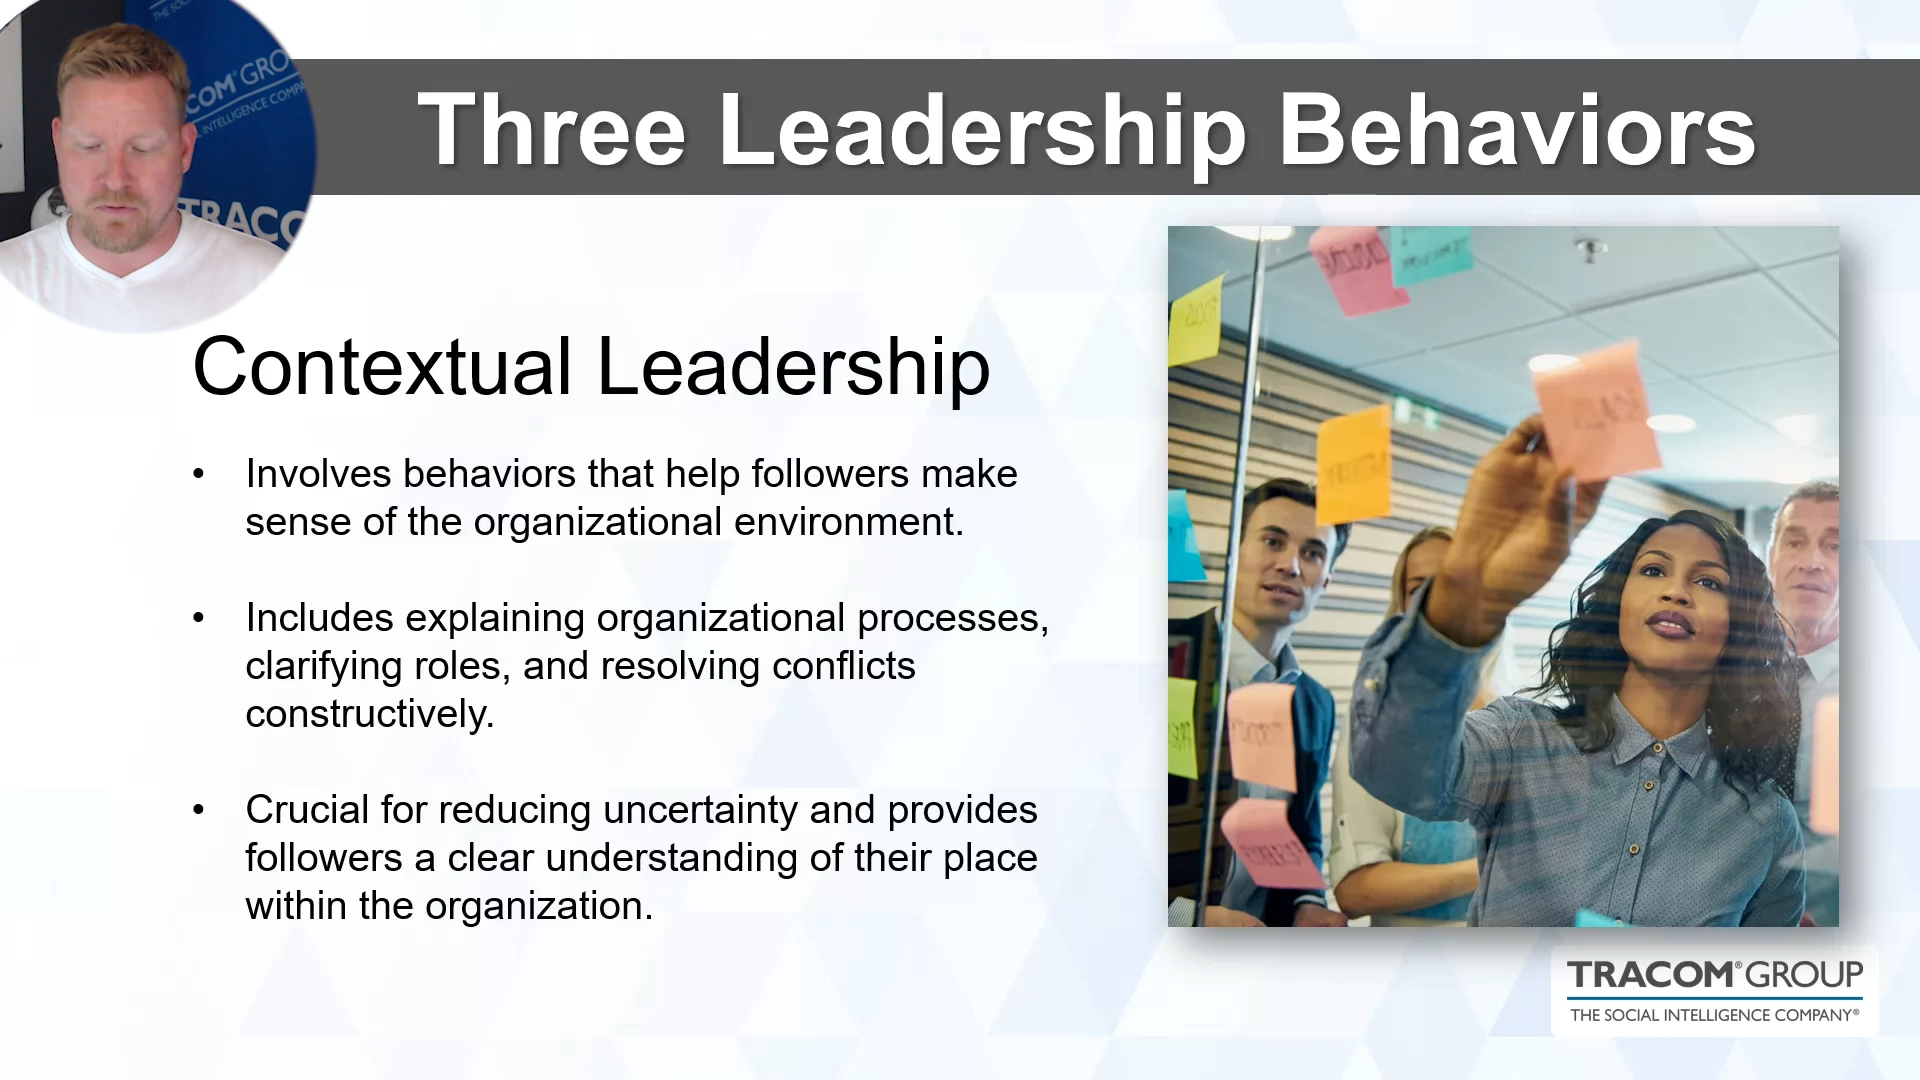 Three Leadership Behaviors
Contextual Leadership
• Involves behaviors that help followers make
sense of the organizational environment.
• Includes explaining organizational processes,
clarifying roles, and resolving conflicts
constructively.
• Crucial for reducing uncertainty and provides
followers a clear understanding of their place
within the organization.
TRACOM® GROUP
THE SOCIAL INTELLIGENCE COMPANY®